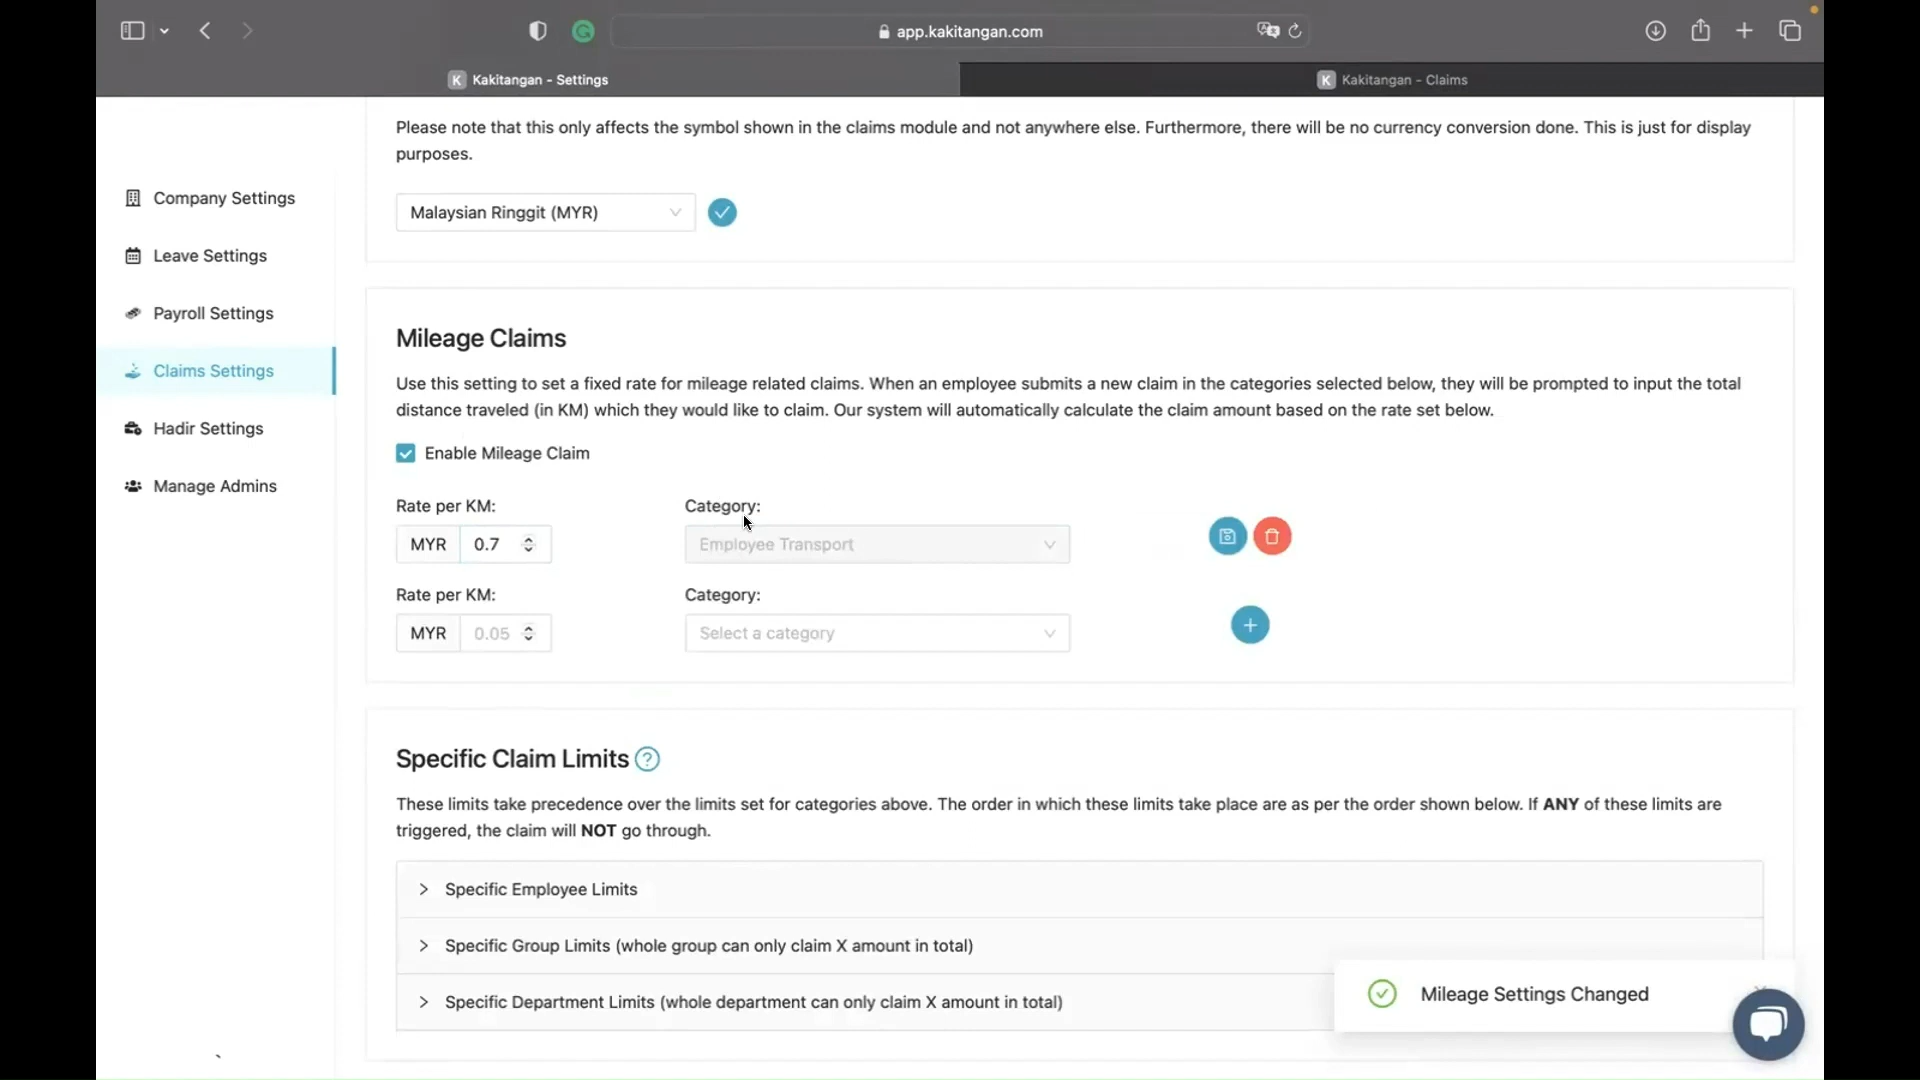 app.kakitangan.com
K Kakitangan - Settings
K Kakitangan - Claims
Please note that this only affects the symbol shown in the claims module and not anywhere else. Furthermore, there will be no currency conversion done. This is just for display
purposes.
Malaysian Ringgit (MYR)
Company Settings
Leave Settings
Payroll Settings
Claims Settings
Hadir Settings
Manage Admins
Mileage Claims
Use this setting to set a fixed rate for mileage related claims. When an employee submits a new claim in the categories selected below, they will be prompted to input the total
distance traveled (in KM) which they would like to claim. Our system will automatically calculate the claim amount based on the rate set below.
Enable Mileage Claim
Rate per KM: Category:
MYR 0.7 Employee Transport
Rate per KM: Category:
MYR 0.05 Select a category
Specific Claim Limits ?
These limits take precedence over the limits set for categories above. The order in which these limits take place are as per the order shown below. If ANY of these limits are
triggered, the claim will NOT go through.
Specific Employee Limits
Specific Group Limits (whole group can only claim X amount in total)
Specific Department Limits (whole department can only claim X amount in total)
Mileage Settings Changed